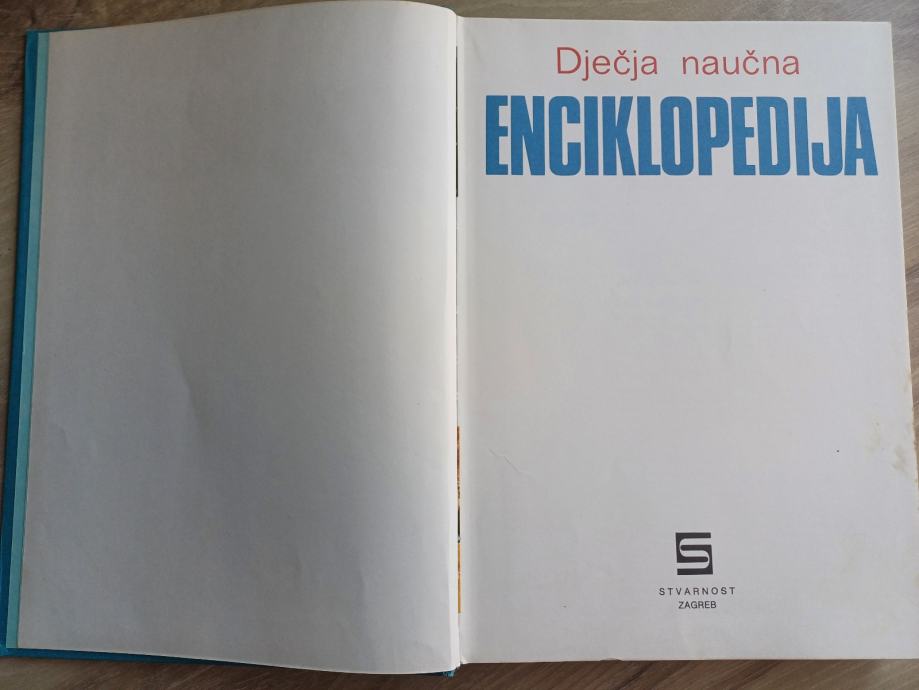 Dječja naučna
ENCIKLOPEDIJA
STVARNOST
ZAGREB